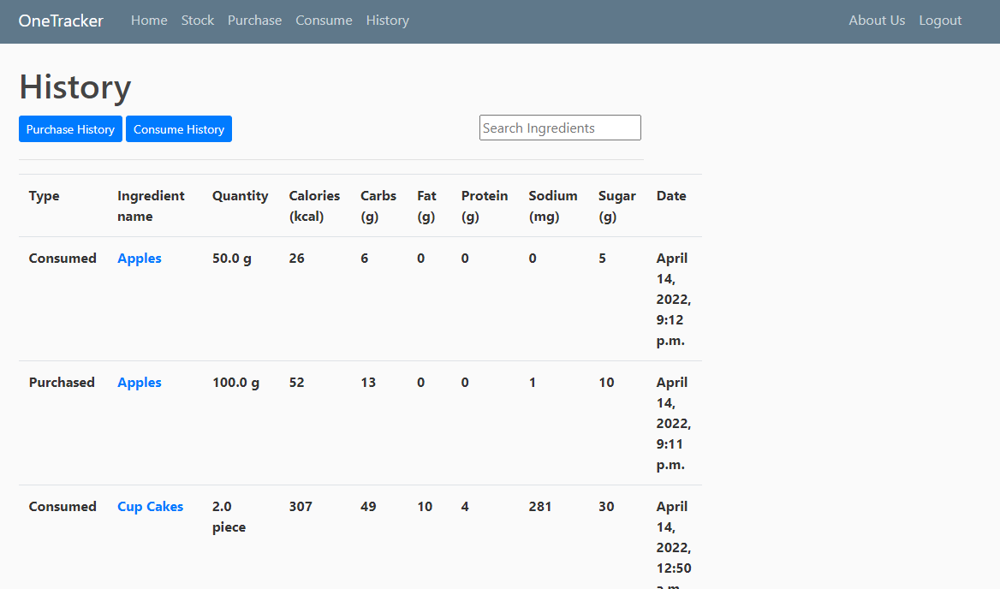 OneTracker Home Stock Purchase Consume History About Us Logout
History
Purchase History Consume History Search Ingredients
Type Ingredient name Quantity Calories (kcal) Carbs (g) Fat (g) Protein (g) Sodium (mg) Sugar (g) Date
Consumed Apples 50.0 g 26 6 0 0 0 5 April 14, 2022, 9:12 p.m.
Purchased Apples 100.0 g 52 13 0 0 1 10 April 14, 2022, 9:11 p.m.
Consumed Cup Cakes 2.0 piece 307 49 10 4 281 30 April 14, 2022, 12:50